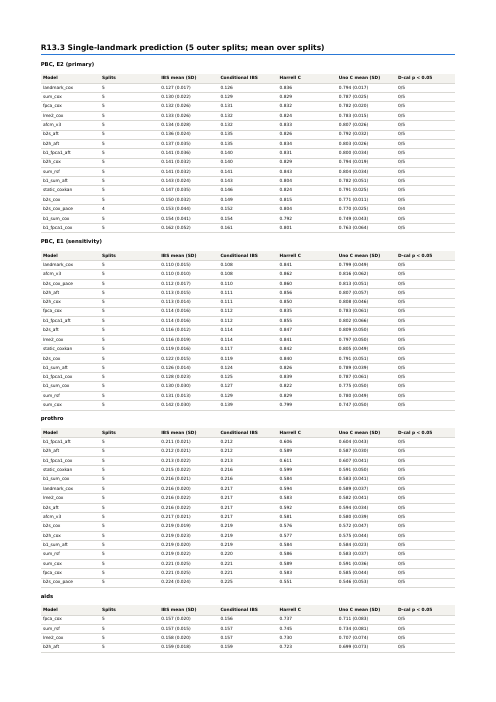 R13.3 Single-landmark prediction (5 outer splits; mean over splits)
PBC, E2 (primary)
Model Splits IBS mean (SD) Conditional IBS Harrell C Uno C mean (SD) D-cal p < 0.05
landmark_cox 5 0.127 (0.017) 0.126 0.836 0.794 (0.017) 0/5
sum_cox 5 0.130 (0.022) 0.129 0.829 0.787 (0.025) 0/5
fpca_cox 5 0.132 (0.026) 0.131 0.832 0.782 (0.020) 0/5
lme2_cox 5 0.133 (0.026) 0.132 0.824 0.783 (0.015) 0/5
afcm_v3 5 0.134 (0.029) 0.132 0.833 0.807 (0.026) 0/5
b2s_aft 5 0.136 (0.024) 0.135 0.826 0.792 (0.032) 0/5
b2h_aft 5 0.137 (0.035) 0.135 0.834 0.803 (0.026) 0/5
b1_fpca1_aft 5 0.141 (0.036) 0.140 0.831 0.800 (0.034) 0/5
b2h_cox 5 0.141 (0.032) 0.140 0.829 0.794 (0.019) 0/5
sum_rsf 5 0.141 (0.032) 0.143 0.829 0.804 (0.034) 0/5
b1_sum_aft 5 0.143 (0.024) 0.143 0.804 0.782 (0.051) 0/5
static_coxkan 5 0.147 (0.035) 0.146 0.824 0.791 (0.025) 0/5
b2s_cox 5 0.150 (0.032) 0.149 0.815 0.771 (0.011) 0/5
b2s_cox_pace 4 0.153 (0.034) 0.152 0.804 0.770 (0.025) 0/4
b1_sum_cox 5 0.154 (0.041) 0.154 0.792 0.749 (0.043) 0/5
b1_fpca1_cox 5 0.162 (0.052) 0.161 0.801 0.763 (0.064) 0/5
PBC, E1 (sensitivity)
Model Splits IBS mean (SD) Conditional IBS Harrell C Uno C mean (SD) D-cal p < 0.05
landmark_cox 5 0.110 (0.015) 0.108 0.841 0.799 (0.049) 0/5
afcm_v3 5 0.110 (0.010) 0.108 0.862 0.816 (0.062) 0/5
b2s_cox_pace 5 0.112 (0.017) 0.110 0.860 0.813 (0.051) 0/5
b2h_aft 5 0.113 (0.015) 0.111 0.856 0.807 (0.057) 0/5
b2h_cox 5 0.113 (0.014) 0.111 0.850 0.808 (0.046) 0/5
fpca_cox 5 0.114 (0.016) 0.112 0.835 0.783 (0.061) 0/5
b1_fpca1_aft 5 0.114 (0.016) 0.112 0.855 0.802 (0.066) 0/5
b2s_aft 5 0.116 (0.012) 0.114 0.847 0.809 (0.050) 0/5
lme2_cox 5 0.116 (0.019) 0.114 0.841 0.797 (0.050) 0/5
static_coxkan 5 0.119 (0.016) 0.117 0.842 0.805 (0.049) 0/5
b2s_cox 5 0.122 (0.015) 0.119 0.840 0.791 (0.051) 0/5
b1_sum_aft 5 0.126 (0.014) 0.124 0.826 0.789 (0.039) 0/5
b1_fpca1_cox 5 0.128 (0.023) 0.125 0.839 0.787 (0.061) 0/5
b1_sum_cox 5 0.130 (0.030) 0.127 0.822 0.775 (0.050) 0/5
sum_rsf 5 0.131 (0.013) 0.129 0.829 0.780 (0.049) 0/5
sum_cox 5 0.142 (0.030) 0.139 0.799 0.747 (0.050) 0/5
prothro
Model Splits IBS mean (SD) Conditional IBS Harrell C Uno C mean (SD) D-cal p < 0.05
b1_fpca1_aft 5 0.211 (0.021) 0.212 0.606 0.604 (0.043) 0/5
b2h_aft 5 0.211 (0.021) 0.212 0.589 0.587 (0.030) 0/5
b1_fpca1_cox 5 0.213 (0.022) 0.213 0.611 0.607 (0.041) 0/5
static_coxkan 5 0.215 (0.022) 0.216 0.599 0.591 (0.050) 0/5
b1_sum_cox 5 0.216 (0.031) 0.216 0.584 0.583 (0.041) 0/5
landmark_cox 5 0.216 (0.020) 0.217 0.594 0.589 (0.037) 0/5
lme2_cox 5 0.216 (0.022) 0.217 0.583 0.582 (0.041) 0/5
b2s_aft 5 0.216 (0.022) 0.217 0.592 0.594 (0.034) 0/5
afcm_v3 5 0.217 (0.021) 0.217 0.581 0.580 (0.039) 0/5
b2s_cox 5 0.219 (0.019) 0.219 0.576 0.572 (0.047) 0/5
b2h_cox 5 0.219 (0.023) 0.219 0.577 0.575 (0.044) 0/5
b1_sum_aft 5 0.219 (0.020) 0.219 0.584 0.584 (0.023) 0/5
sum_rsf 5 0.219 (0.022) 0.220 0.586 0.583 (0.037) 0/5
sum_cox 5 0.221 (0.025) 0.221 0.589 0.591 (0.036) 0/5
fpca_cox 5 0.221 (0.025) 0.221 0.583 0.585 (0.044) 0/5
b2s_cox_pace 5 0.224 (0.024) 0.225 0.551 0.546 (0.053) 0/5
aids
Model Splits IBS mean (SD) Conditional IBS Harrell C Uno C mean (SD) D-cal p < 0.05
fpca_cox 5 0.157 (0.020) 0.156 0.737 0.711 (0.083) 0/5
sum_rsf 5 0.157 (0.015) 0.157 0.745 0.734 (0.081) 0/5
lme2_cox 5 0.158 (0.020) 0.157 0.730 0.707 (0.074) 0/5
b2h_aft 5 0.159 (0.018) 0.159 0.723 0.699 (0.073) 0/5